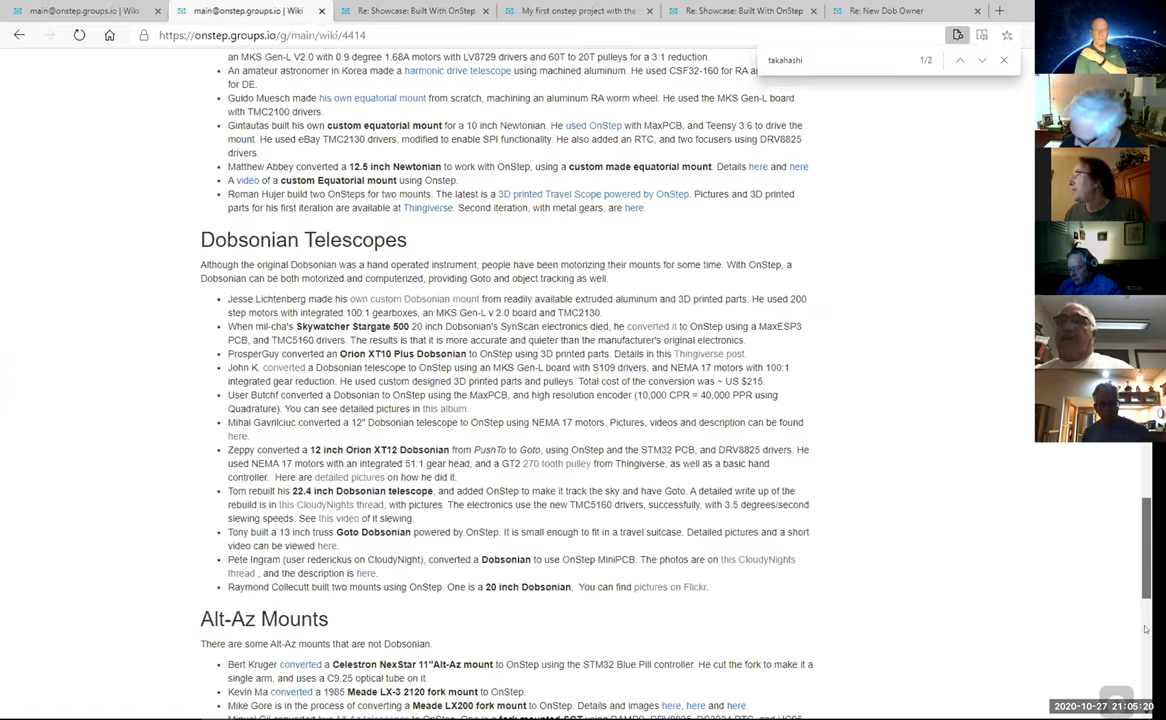 main@onstep.groups.io | Wiki
main@onstep.groups.io | Wiki
Re: Showcase: Built With OnStep
My first onstep project with the
Re: Showcase: Built With OnStep
Re: New Dob Owner
https://onstep.groups.io/g/main/wiki/4414
takahashi 1/2
an MKS Gen-L V2.0 with 0.9 degree 1.68A motors with LV8729 drivers and 60T to 20T pulleys for a 3:1 reduction.
An amateur astronomer in Korea made a harmonic drive telescope using machined aluminum. He used CSF32-160 for RA a
for DE.
Guido Muesch made his own equatorial mount from scratch, machining an aluminum RA worm wheel. He used the MKS Gen-L board
with TMC2100 drivers.
Gintautas built his own custom equatorial mount for a 10 inch Newtonian. He used OnStep with MaxPCB, and Teensy 3.6 to drive the
mount. He used eBay TMC2130 drivers, modified to enable SPI functionality. He also added an RTC, and two focusers using DRV8825
drivers.
Matthew Abbey converted a 12.5 inch Newtonian to work with OnStep, using a custom made equatorial mount. Details here and here.
A video of a custom Equatorial mount using Onstep.
Roman Hujer build two OnSteps for two mounts. The latest is a 3D printed Travel Scope powered by OnStep. Pictures and 3D printed
parts for his first iteration are available at Thingiverse. Second iteration, with metal gears, are here.
Dobsonian Telescopes
Although the original Dobsonian was a hand operated instrument, people have been motorizing their mounts for some time. With OnStep, a
Dobsonian can be both motorized and computerized, providing Goto and object tracking as well.
Jesse Lichtenberg made his own custom Dobsonian mount from readily available extruded aluminum and 3D printed parts. He used 200
step motors with integrated 100:1 gearboxes, an MKS Gen-L v 2.0 board and TMC2130.
When mil-cha's Skywatcher Stargate 500 20 inch Dobsonian's SynScan electronics died, he converted it to OnStep using a MaxESP3
PCB, and TMC5160 drivers. The results is that it is more accurate and quieter than the manufacturer's original electronics.
ProsperGuy converted an Orion XT10 Plus Dobsonian to OnStep using 3D printed parts. Details in this Thingiverse post.
John K. converted a Dobsonian telescope to OnStep using an MKS Gen-L board with S109 drivers, and NEMA 17 motors with 100:1
integrated gear reduction. He used custom designed 3D printed parts and pulleys. Total cost of the conversion was ~ US $215.
User Butchf converted a Dobsonian to OnStep using the MaxPCB, and high resolution encoder (10,000 CPR = 40,000 PPR using
Quadrature). You can see detailed pictures in this album.
Mihai Gavrilciuc converted a 12" Dobsonian telescope to OnStep using NEMA 17 motors. Pictures, videos and description can be found
here.
Zeppy converted a 12 inch Orion XT12 Dobsonian from PushTo to Goto, using OnStep and the STM32 PCB, and DRV8825 drivers. He
used NEMA 17 motors with an integrated 51:1 gear head, and a GT2 270 tooth pulley from Thingiverse, as well as a basic hand
controller. Here are detailed pictures on how he did it.
Tom rebuilt his 22.4 inch Dobsonian telescope, and added OnStep to make it track the sky and have Goto. A detailed write up of the
rebuild is in this CloudyNights thread, with pictures. The electronics use the new TMC5160 drivers, successfully, with 3.5 degrees/second
slewing speeds. See this video of it slewing.
Tony built a 13 inch truss Goto Dobsonian powered by OnStep. It is small enough to fit in a travel suitcase. Detailed pictures and a short
video can be viewed here.
Pete Ingram (user rederickus on CloudyNight), converted a Dobsonian to use OnStep MiniPCB. The photos are on this CloudyNights
thread , and the description is here.
Raymond Collecutt built two mounts using OnStep. One is a 20 inch Dobsonian, You can find pictures on Flickr.
Alt-Az Mounts
There are some Alt-Az mounts that are not Dobsonian.
Bert Kruger converted a Celestron NexStar 11"Alt-Az mount to OnStep using the STM32 Blue Pill controller. He cut the fork to make it a
single arm, and uses a C9.25 optical tube on it.
Kevin Ma converted a 1985 Meade LX-3 2120 fork mount to OnStep.
Mike Gore is in the process of converting a Meade LX200 fork mount to OnStep. Details and images here, here and here.
2020-10-27 21:05:20